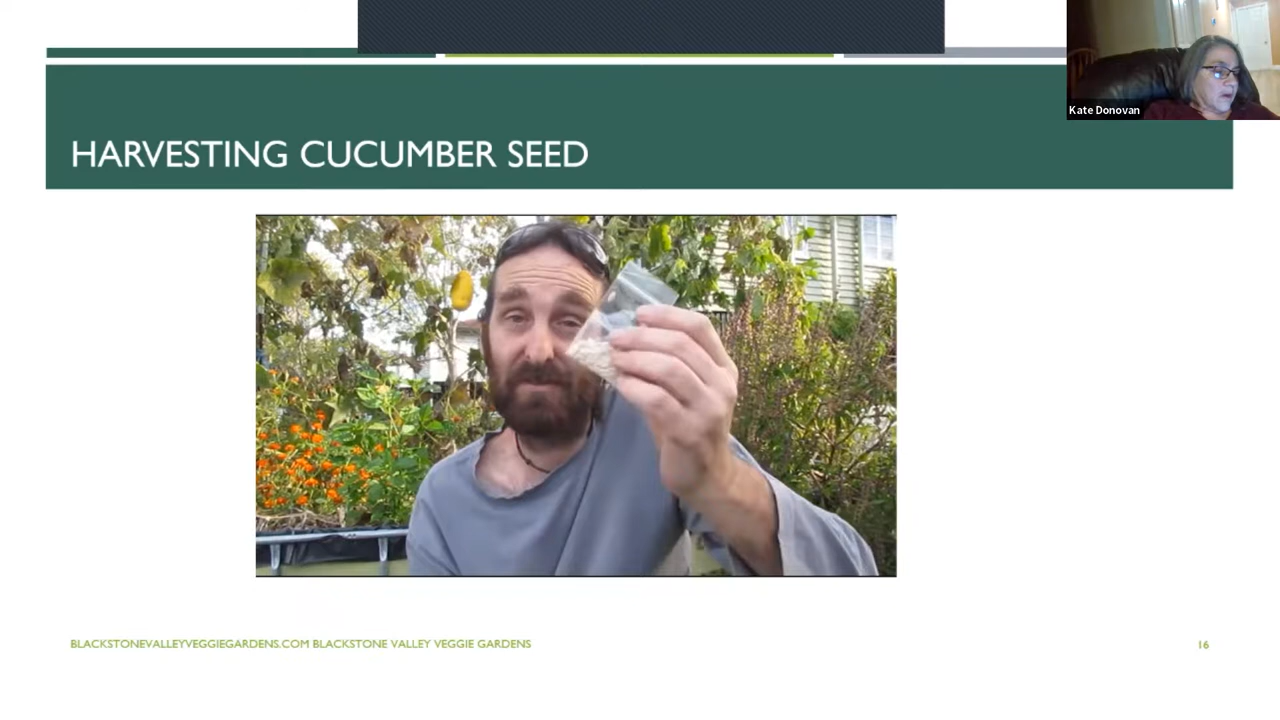 Kate Donovan
HARVESTING CUCUMBER SEED
BLACKSTONEVALLEYVEGGIEGARDENS.COM BLACKSTONE VALLEY VEGGIE GARDENS
16